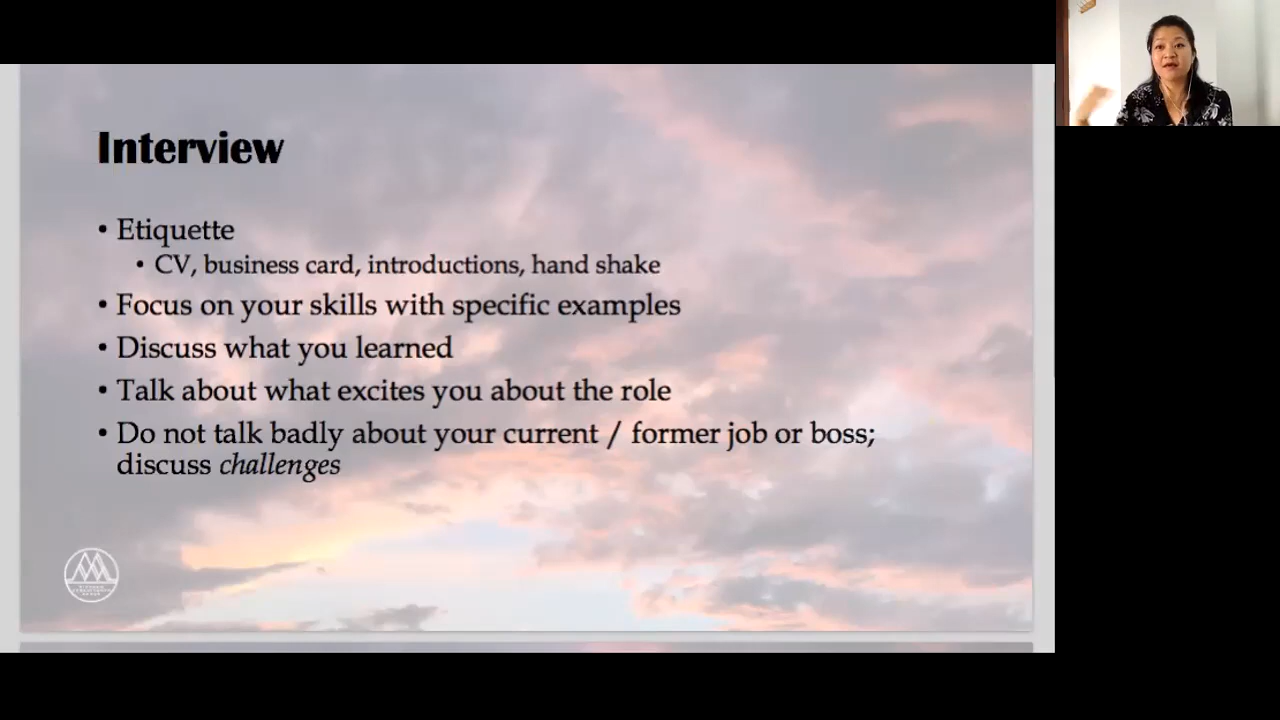 Interview
• Etiquette
• CV, business card, introductions, hand shake
• Focus on your skills with specific examples
• Discuss what you learned
• Talk about what excites you about the role
• Do not talk badly about your current / former job or boss;
discuss challenges